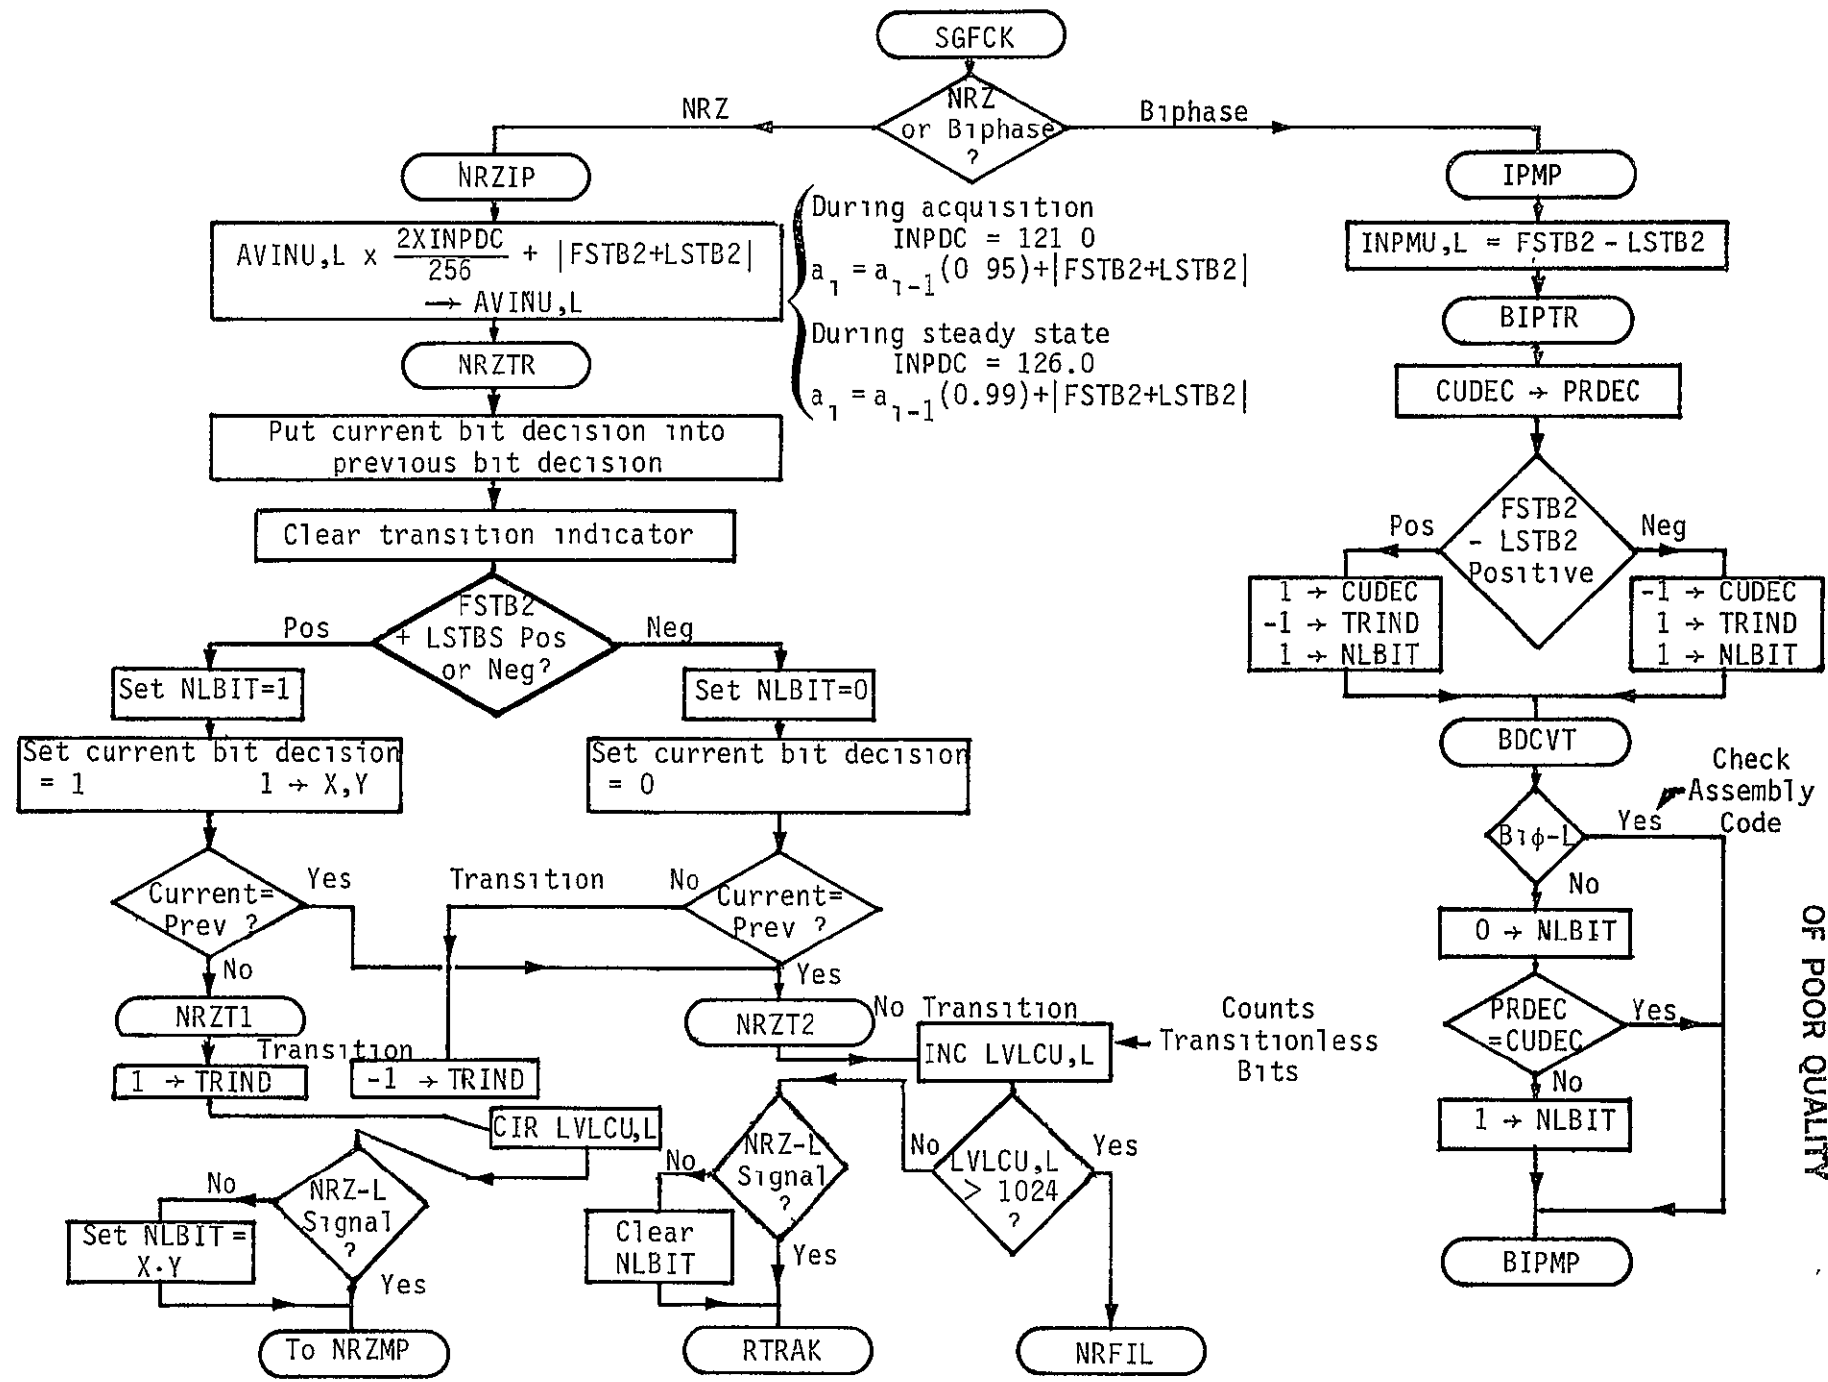 SGFCK
NRZ
or Biphase
?
NRZ
Biphase
NRZIP
AVINU,L x 2XINPDC/256 + |FSTB2+LSTB2|
→ AVINU,L
During acquisition
INPDC = 121 0
a_i = a_i-1(0 95)+|FSTB2+LSTB2|
During steady state
INPDC = 126.0
a_i = a_i-1(0.99)+|FSTB2+LSTB2|
NRZTR
Put current bit decision into
previous bit decision
Clear transition indicator
FSTB2
+ LSTBS Pos
or Neg?
Pos
Neg
Set NLBIT=1
Set NLBIT=0
Set current bit decision
= 1 1 → X,Y
Set current bit decision
= 0
Current=
Prev ?
Yes
Transition
No
Current=
Prev ?
No
Yes
NRZT1
NRZT2
No Transition
Transition
1 → TRIND
-1 → TRIND
INC LVLCU,L
Counts
Transitionless
Bits
CIR LVLCU,L
NRZ-L
Signal
?
No
Set NLBIT =
X·Y
Yes
To NRZMP
NRZ-L
Signal
?
No
Clear
NLBIT
Yes
RTRAK
LVLCU,L
> 1024
?
No
Yes
NRFIL
IPMP
INPMU,L = FSTB2 - LSTB2
BIPTR
CUDEC → PRDEC
FSTB2
- LSTB2
Positive
Pos
Neg
1 → CUDEC
-1 → TRIND
1 → NLBIT
-1 → CUDEC
1 → TRIND
1 → NLBIT
BDCVT
Check
Assembly
Code
Biϕ-L
Yes
No
0 → NLBIT
PRDEC
=CUDEC
Yes
No
1 → NLBIT
BIPMP
OF POOR QUALITY